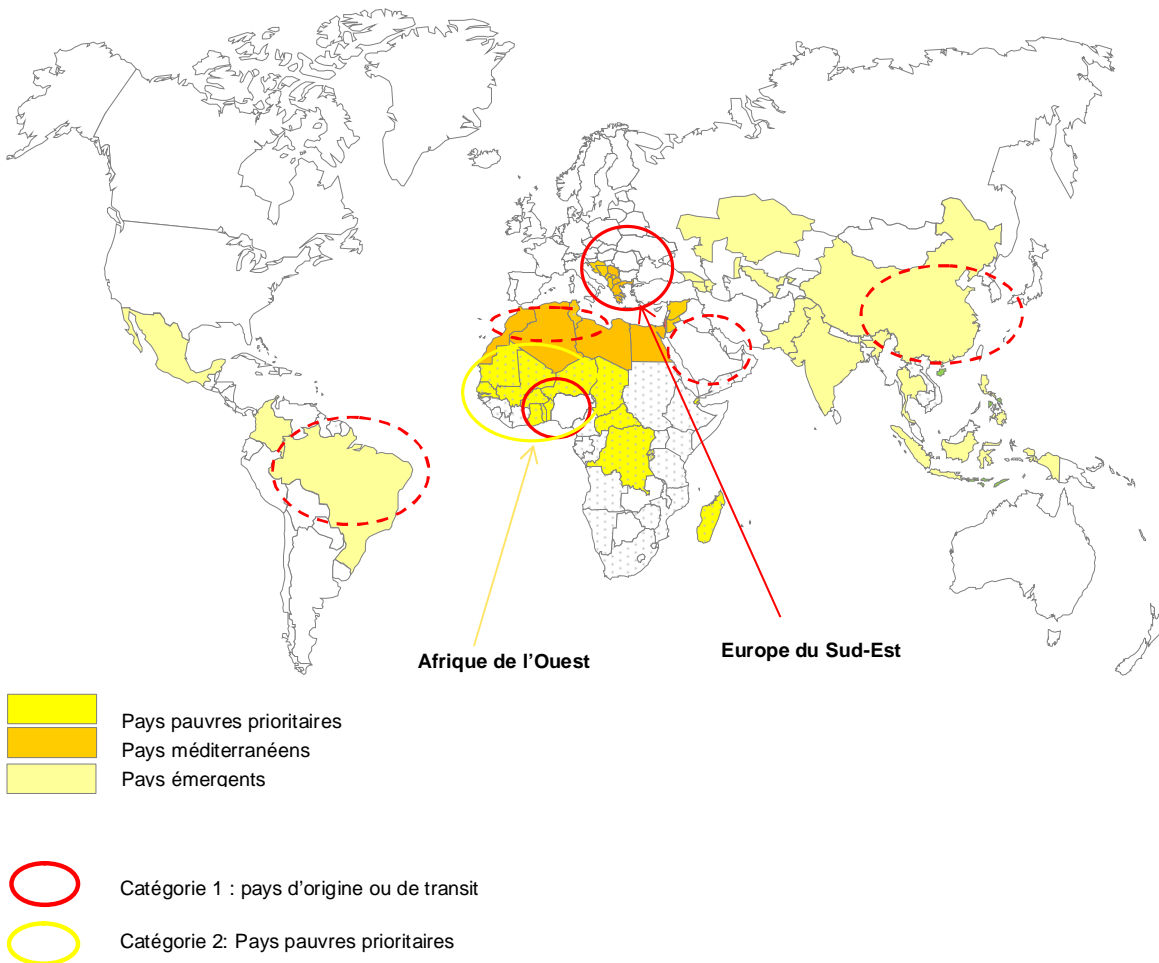 Afrique de l'Ouest
Europe du Sud-Est
Pays pauvres prioritaires
Pays méditerranéens
Pays émergents
Catégorie 1 : pays d'origine ou de transit
Catégorie 2: Pays pauvres prioritaires